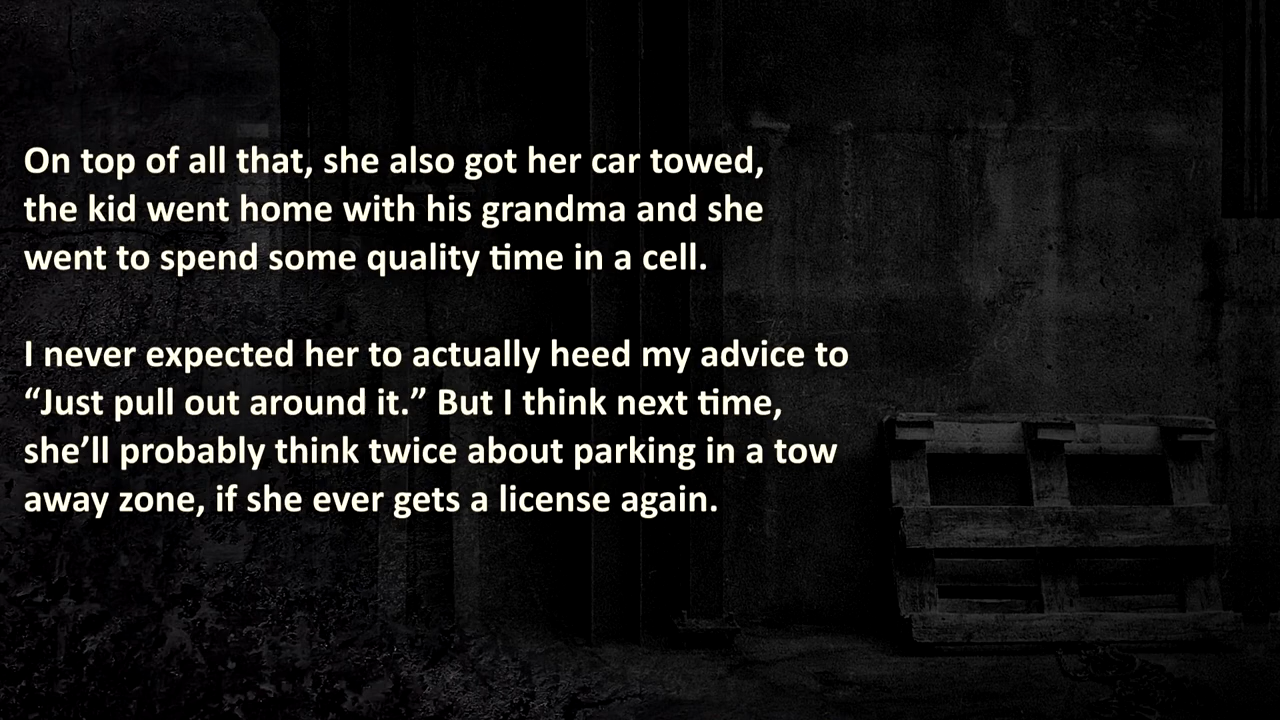 On top of all that, she also got her car towed,
the kid went home with his grandma and she
went to spend some quality time in a cell.
I never expected her to actually heed my advice to
“Just pull out around it.” But I think next time,
she’ll probably think twice about parking in a tow
away zone, if she ever gets a license again.